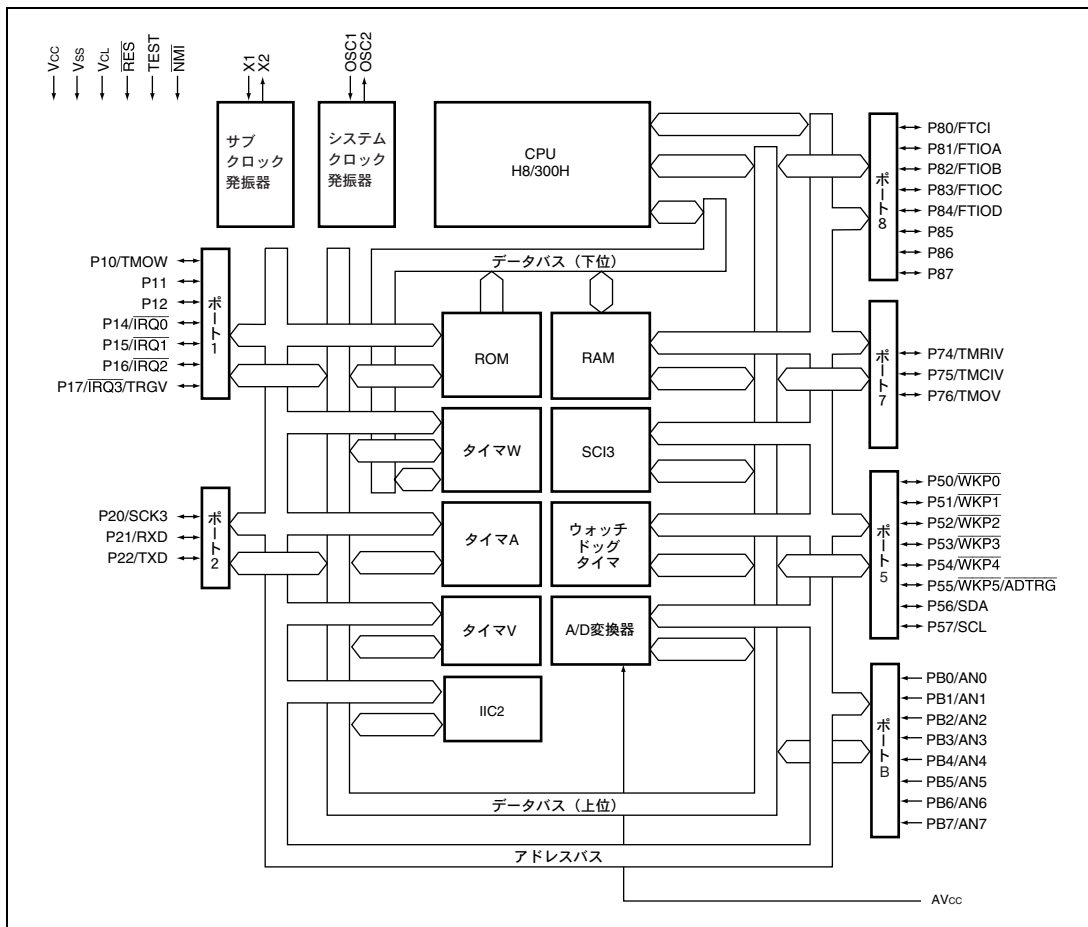 Vcc
Vss
VCL
RES
TEST
NMI
X1
X2
OSC1
OSC2
サブ
クロック
発振器
システム
クロック
発振器
CPU
H8/300H
データバス（下位）
P10/TMOW
P11
P12
P14/IRQ0
P15/IRQ1
P16/IRQ2
P17/IRQ3/TRGV
ポート1
P20/SCK3
P21/RXD
P22/TXD
ポート2
ROM
RAM
タイマW
SCI3
タイマA
ウォッチ
ドッグ
タイマ
タイマV
A/D変換器
IIC2
ポート8
P80/FTCI
P81/FTIOA
P82/FTIOB
P83/FTIOC
P84/FTIOD
P85
P86
P87
ポート7
P74/TMRIV
P75/TMCIV
P76/TMOV
ポート5
P50/WKP0
P51/WKP1
P52/WKP2
P53/WKP3
P54/WKP4
P55/WKP5/ADTRG
P56/SDA
P57/SCL
ポートB
PB0/AN0
PB1/AN1
PB2/AN2
PB3/AN3
PB4/AN4
PB5/AN5
PB6/AN6
PB7/AN7
データバス（上位）
アドレスバス
AVcc